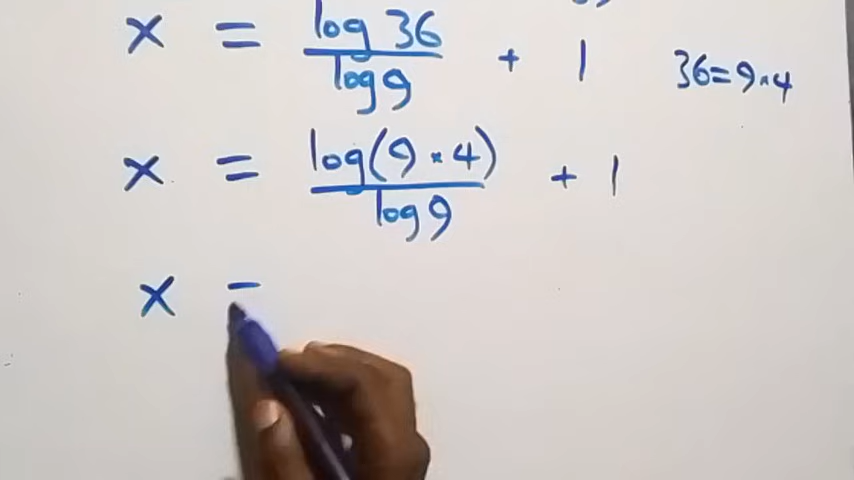 x = log 36 / log 9 + 1
36=9×4
x = log(9×4) / log 9 + 1
x =